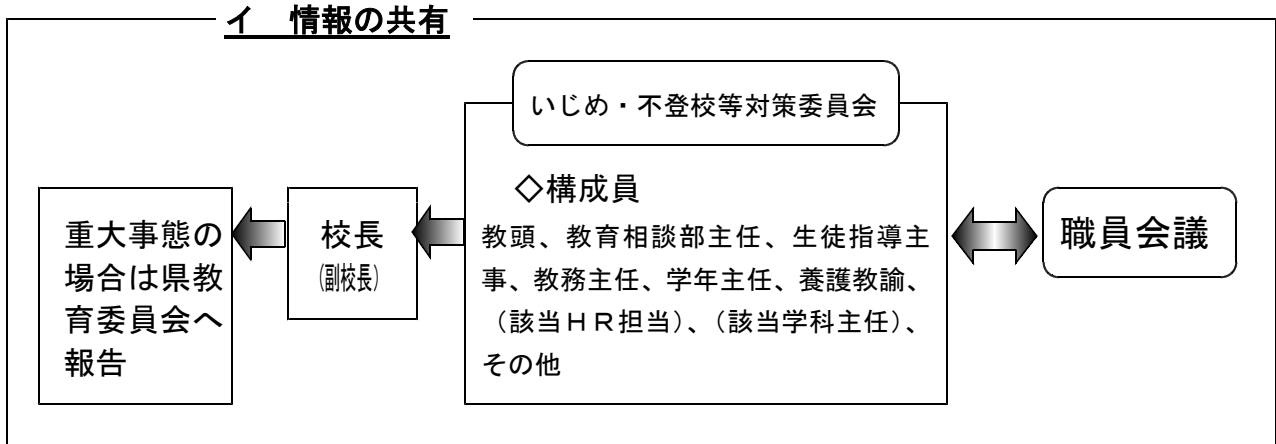 イ　情報の共有
いじめ・不登校等対策委員会
◇構成員
教頭、教育相談部主任、生徒指導主
事、教務主任、学年主任、養護教諭、
（該当ＨＲ担当）、（該当学科主任）、
その他
重大事態の
場合は県教
育委員会へ
報告
校長
(副校長)
職員会議